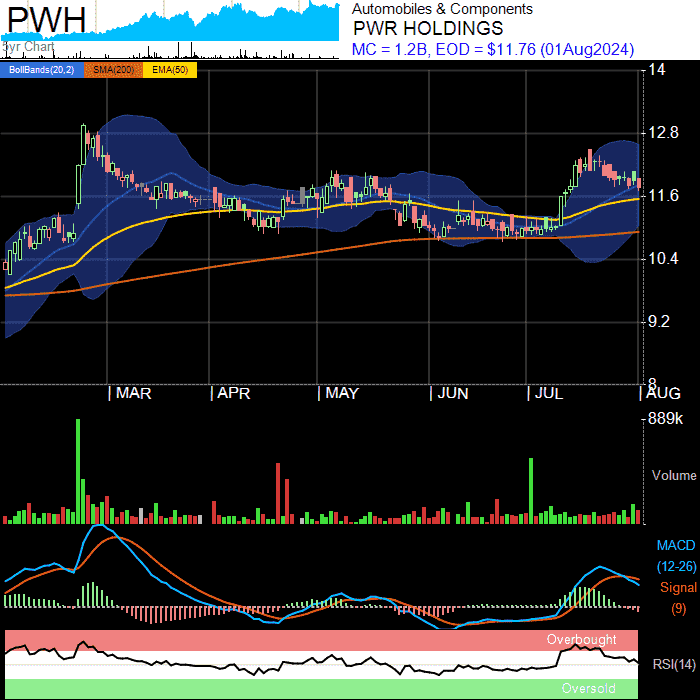 PWH
5yr Chart
Automobiles & Components
PWR HOLDINGS
MC = 1.2B, EOD = $11.76 (01Aug2024)
BollBands(20,2) SMA(200) EMA(50)
14
12.8
11.6
10.4
9.2
8
MAR APR MAY JUN JUL AUG
889k
Volume
MACD
(12-26)
Signal
(9)
Overbought
RSI(14)
Oversold